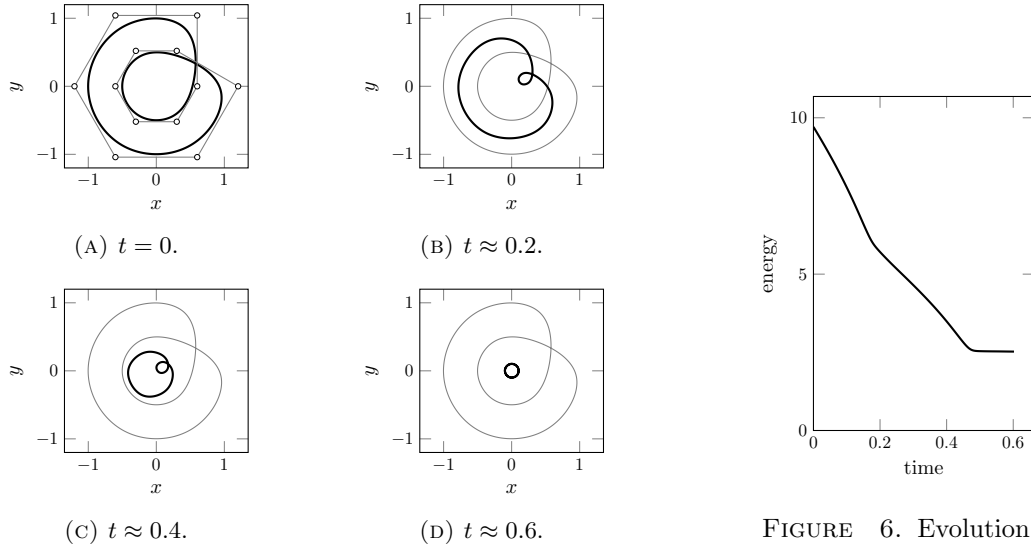 1
0
−1
−1 0 1
x
y
(A) t = 0.
1
0
−1
−1 0 1
x
y
(B) t ≈ 0.2.
1
0
−1
−1 0 1
x
y
(C) t ≈ 0.4.
1
0
−1
−1 0 1
x
y
(D) t ≈ 0.6.
10
5
0
0 0.2 0.4 0.6
time
energy
FIGURE 6. Evolution